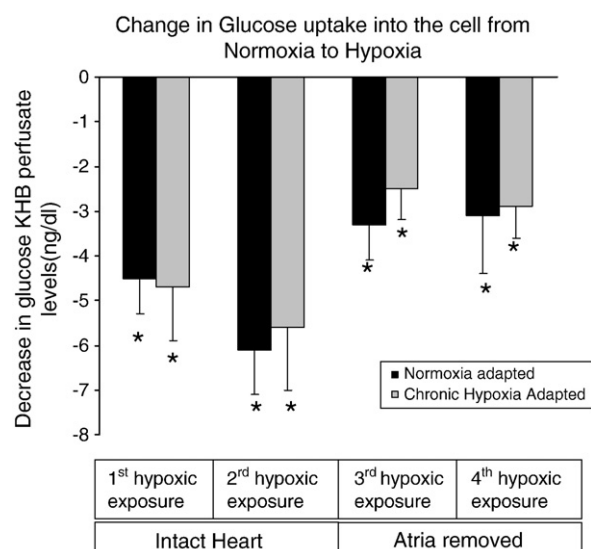 Change in Glucose uptake into the cell from
Normoxia to Hypoxia
Decrease in glucose KHB perfusate
levels(ng/dl)
0
-1
-2
-3
-4
-5
-6
-7
-8
*
*
*
*
*
*
*
*
Normoxia adapted
Chronic Hypoxia Adapted
1st hypoxic
exposure
2rd hypoxic
exposure
3rd hypoxic
exposure
4th hypoxic
exposure
Intact Heart
Atria removed